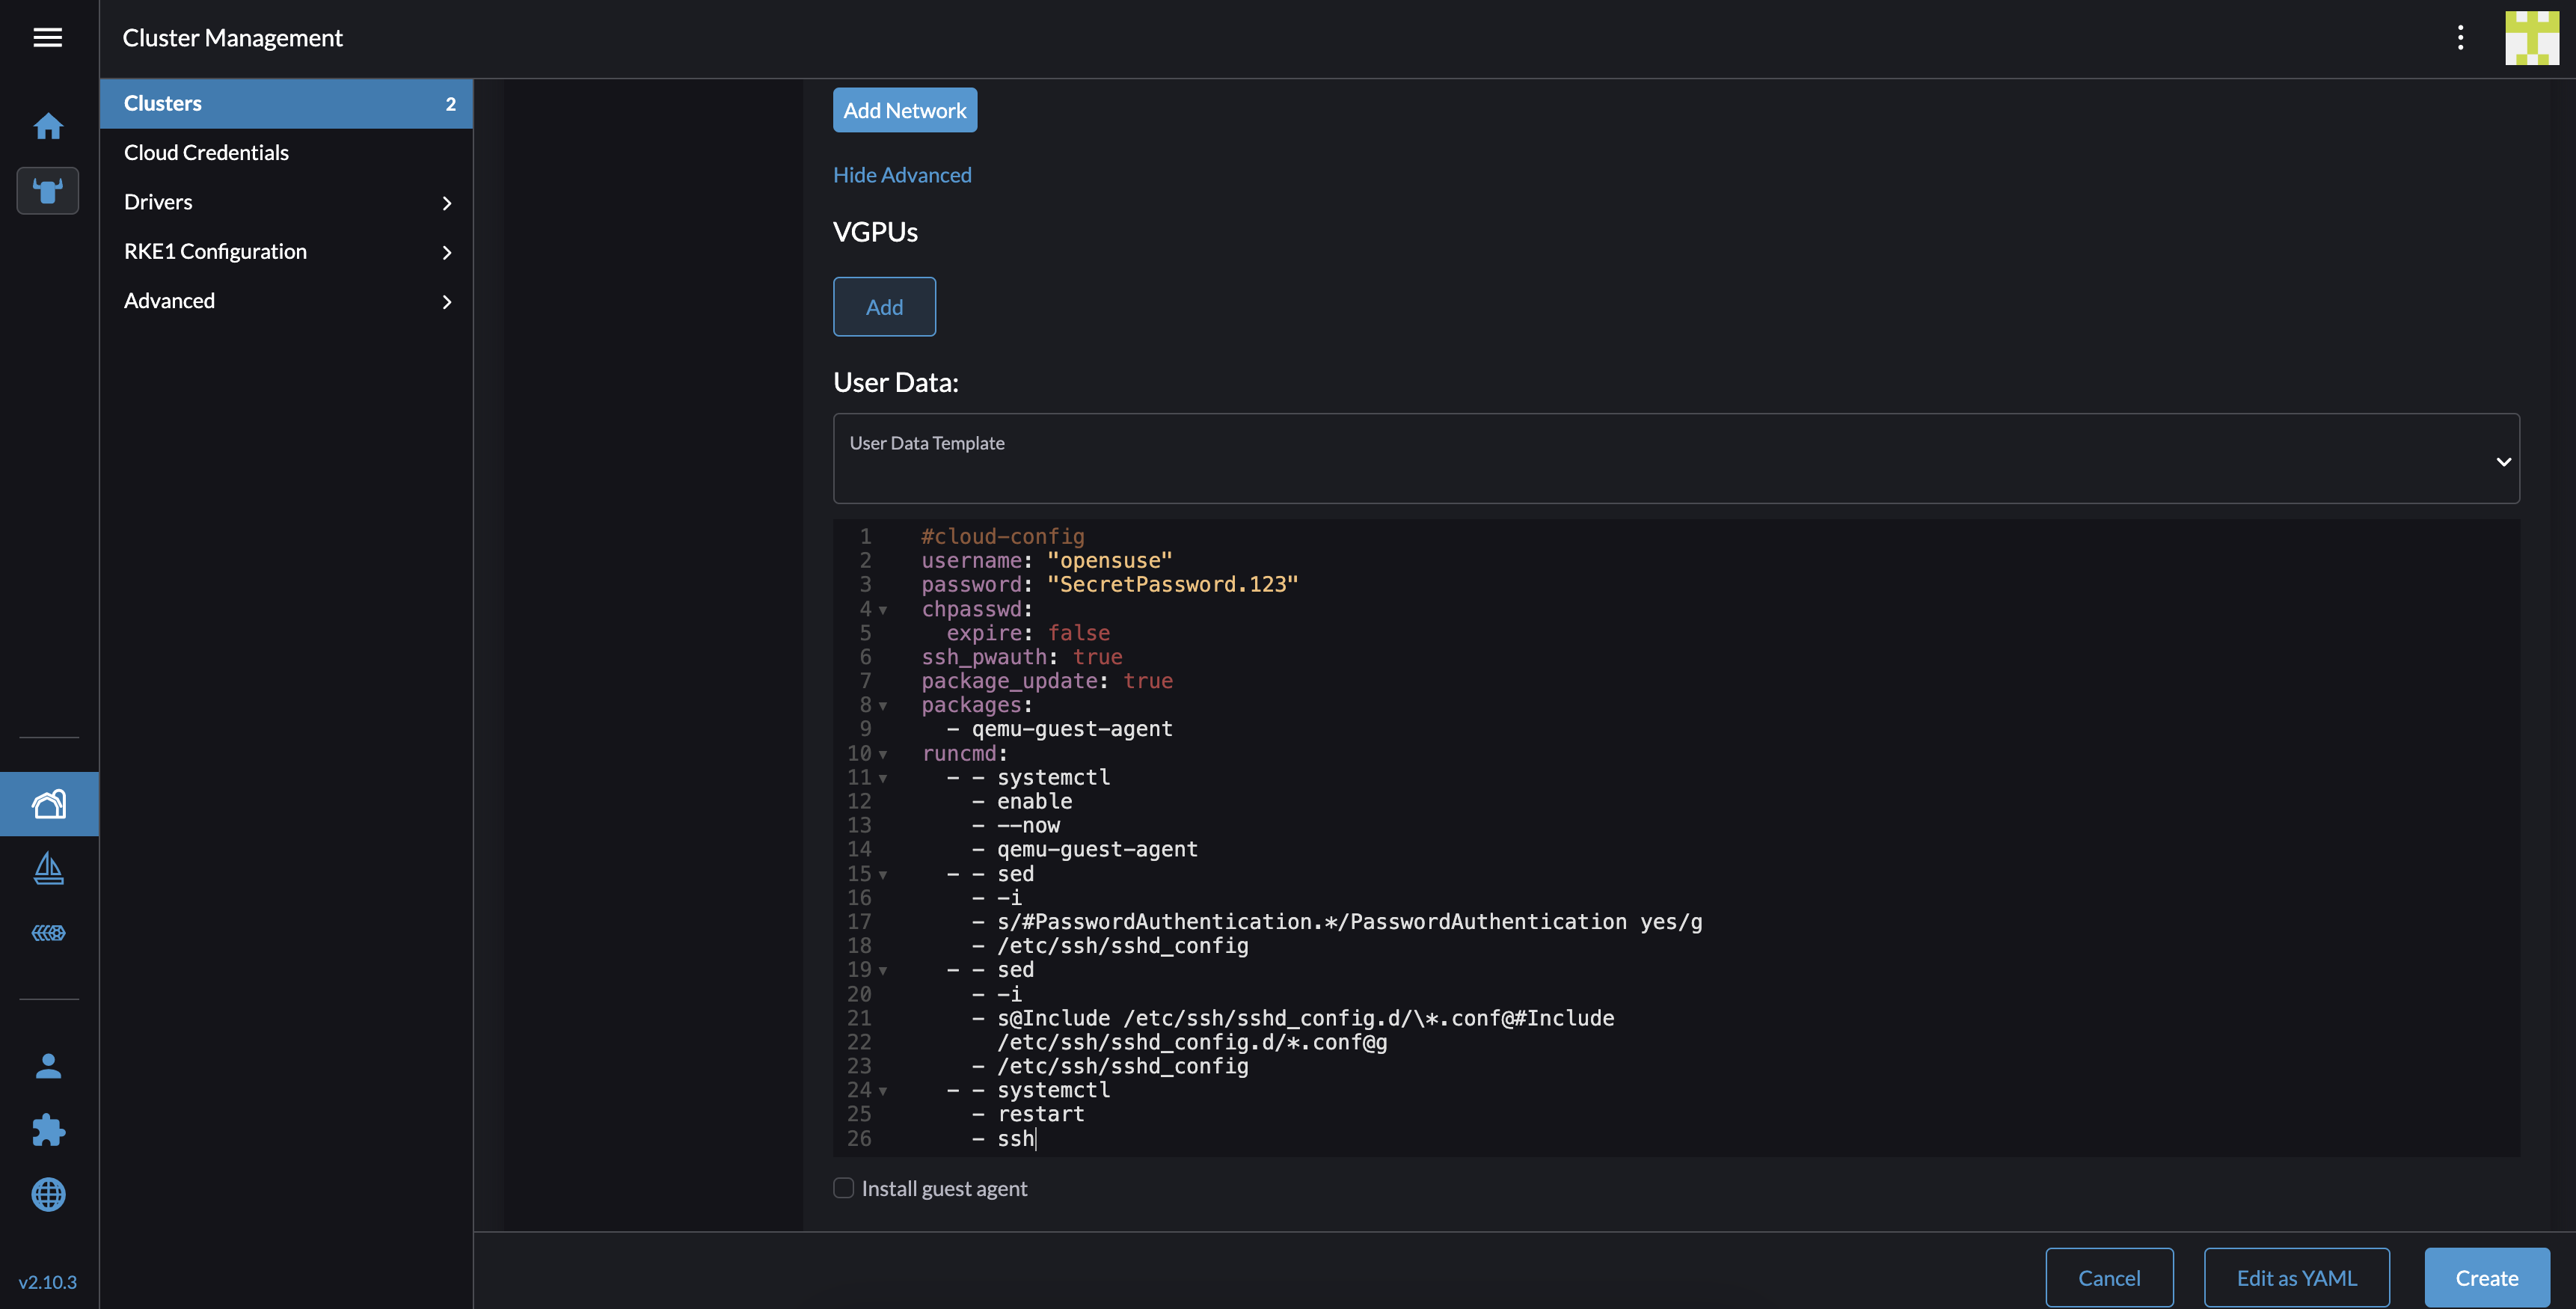 Cluster Management
Clusters 2
Cloud Credentials
Drivers
RKE1 Configuration
Advanced
v2.10.3
Add Network
Hide Advanced
VGPUs
Add
User Data:
User Data Template
1 #cloud-config
2 username: "opensuse"
3 password: "SecretPassword.123"
4 chpasswd:
5 expire: false
6 ssh_pwauth: true
7 package_update: true
8 packages:
9 - qemu-guest-agent
10 runcmd:
11 - - systemctl
12 - enable
13 - --now
14 - qemu-guest-agent
15 - - sed
16 - -i
17 - s/#PasswordAuthentication.*/PasswordAuthentication yes/g
18 - /etc/ssh/sshd_config
19 - - sed
20 - -i
21 - s@Include /etc/ssh/sshd_config.d/\*.conf@#Include
22 /etc/ssh/sshd_config.d/*.conf@g
23 - /etc/ssh/sshd_config
24 - - systemctl
25 - restart
26 - ssh
Install guest agent
Cancel
Edit as YAML
Create